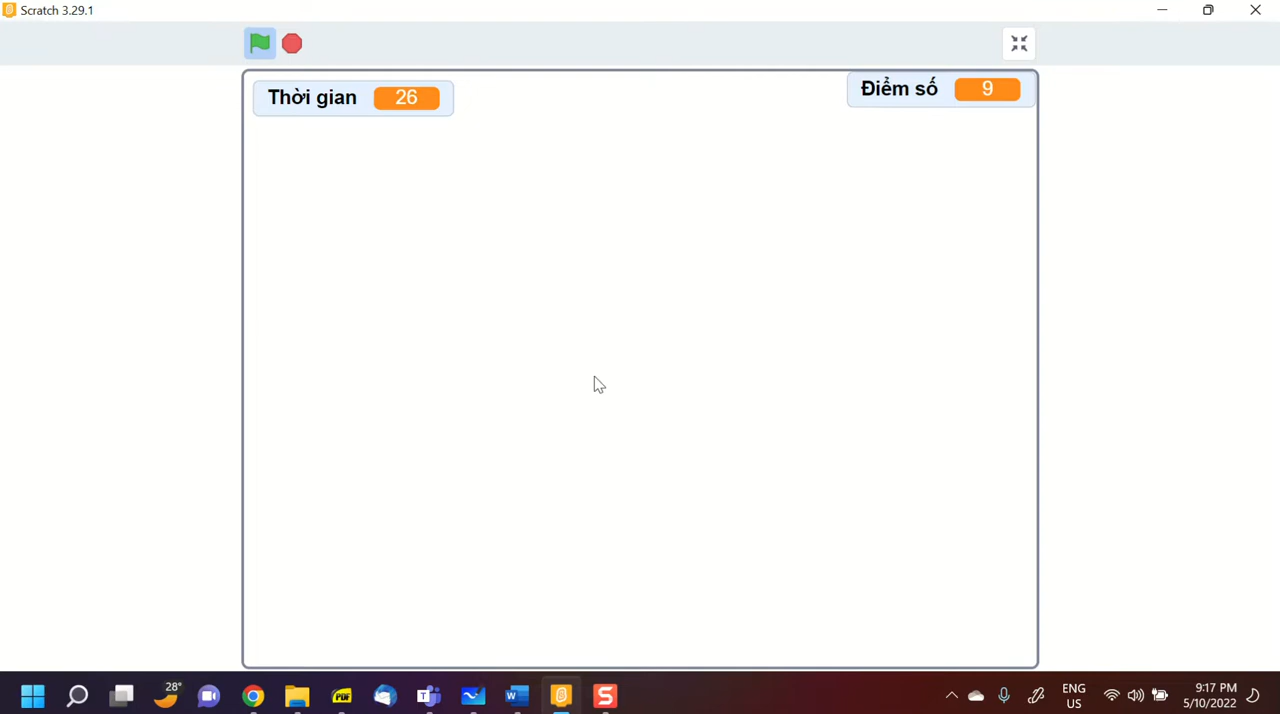 Scratch 3.29.1
Thời gian 26
Điểm số 9
28°
PDF
T
W
S
ENG
US
9:17 PM
5/10/2022